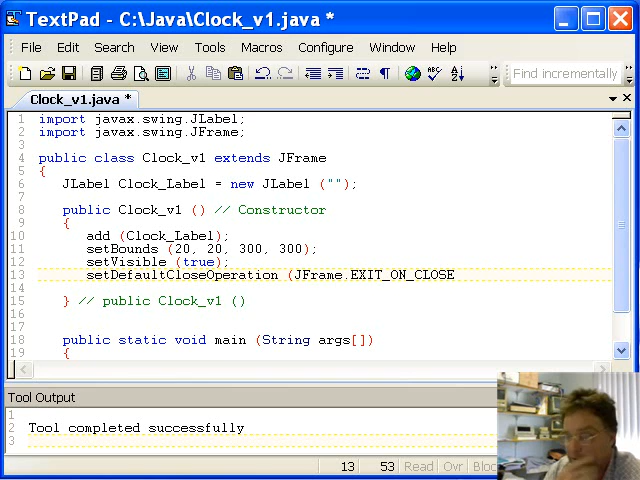 TextPad - C:\Java\Clock_v1.java *
File Edit Search View Tools Macros Configure Window Help
Find incrementally
Clock_v1.java *
1 import javax.swing.JLabel;
2 import javax.swing.JFrame;
3
4 public class Clock_v1 extends JFrame
5 {
6 JLabel Clock_Label = new JLabel ("");
7
8 public Clock_v1 () // Constructor
9 {
10 add (Clock_Label);
11 setBounds (20, 20, 300, 300);
12 setVisible (true);
13 setDefaultCloseOperation (JFrame.EXIT_ON_CLOSE
14
15 } // public Clock_v1 ()
16
17
18 public static void main (String args[])
19 {
Tool Output
1
2 Tool completed successfully
3
13 53 Read Ovr Bloc